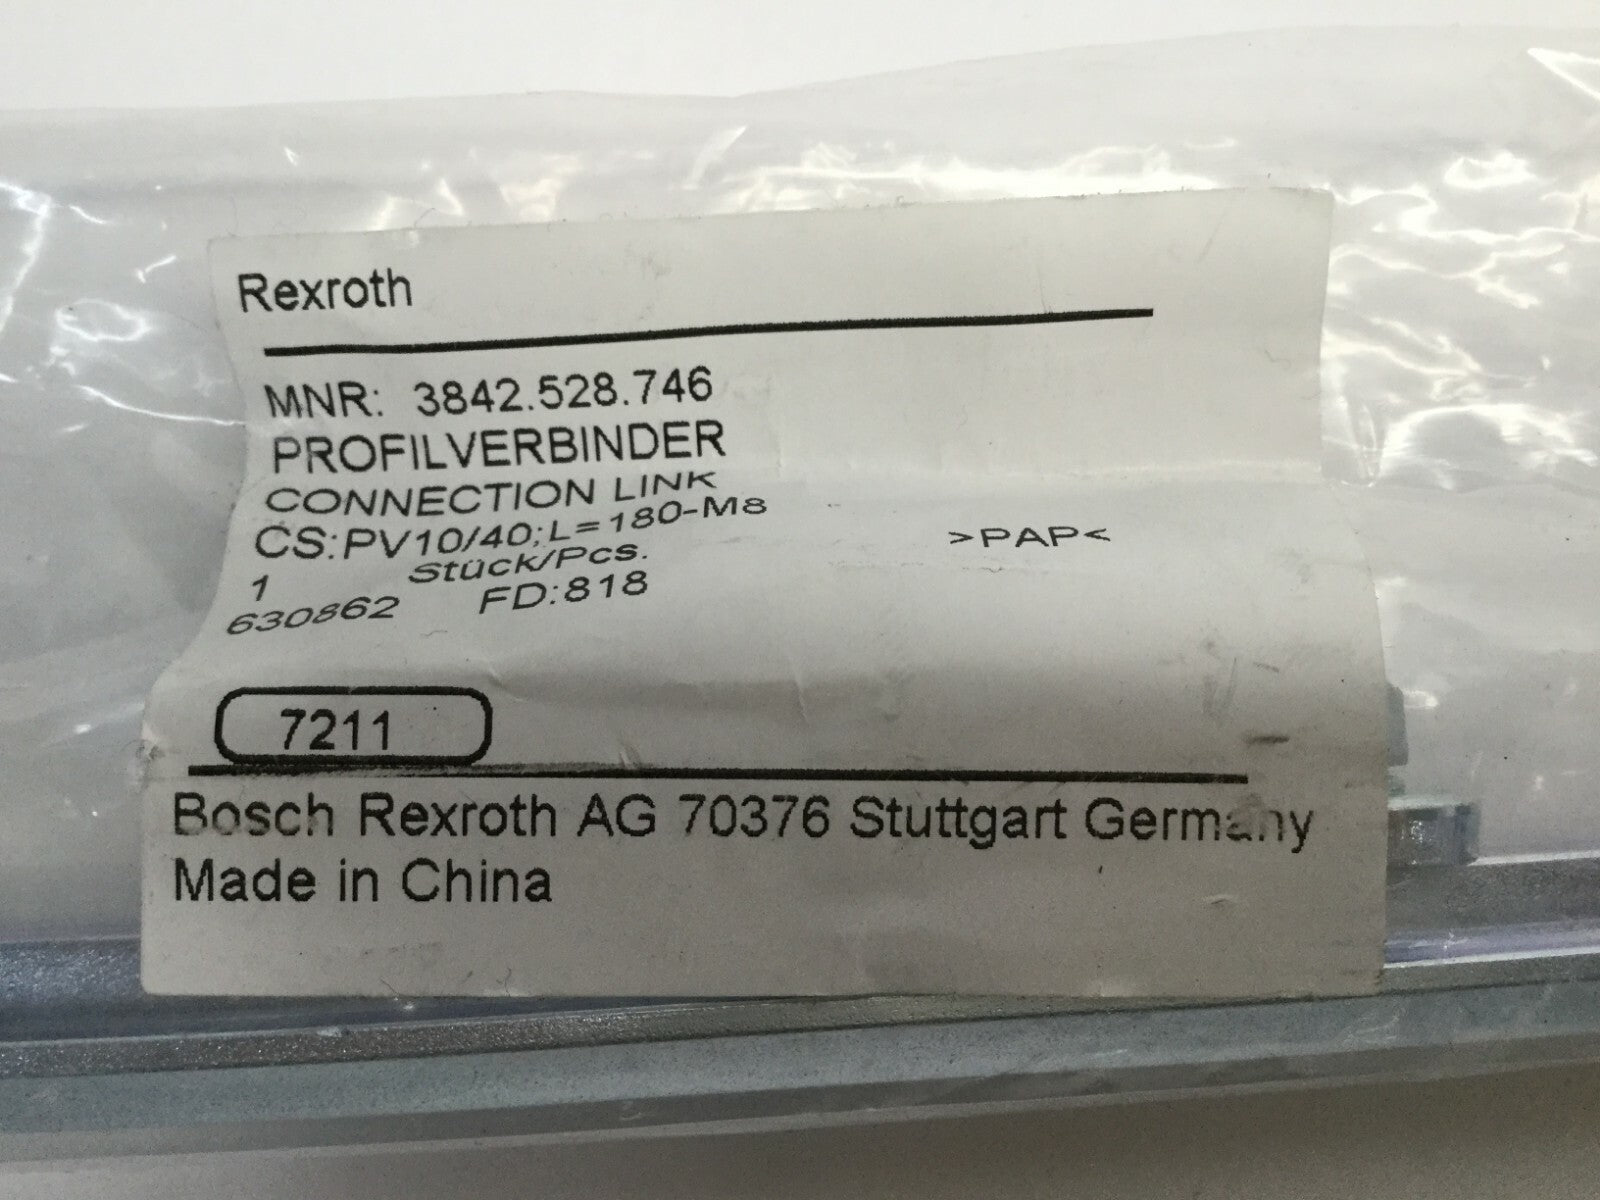 Rexroth
MNR: 3842.528.746
PROFILVERBINDER
CONNECTION LINK
CS:PV10/40;L=180-M8
>PAP<
1 Stück/Pcs.
630862 FD:818
7211
Bosch Rexroth AG 70376 Stuttgart Germany
Made in China